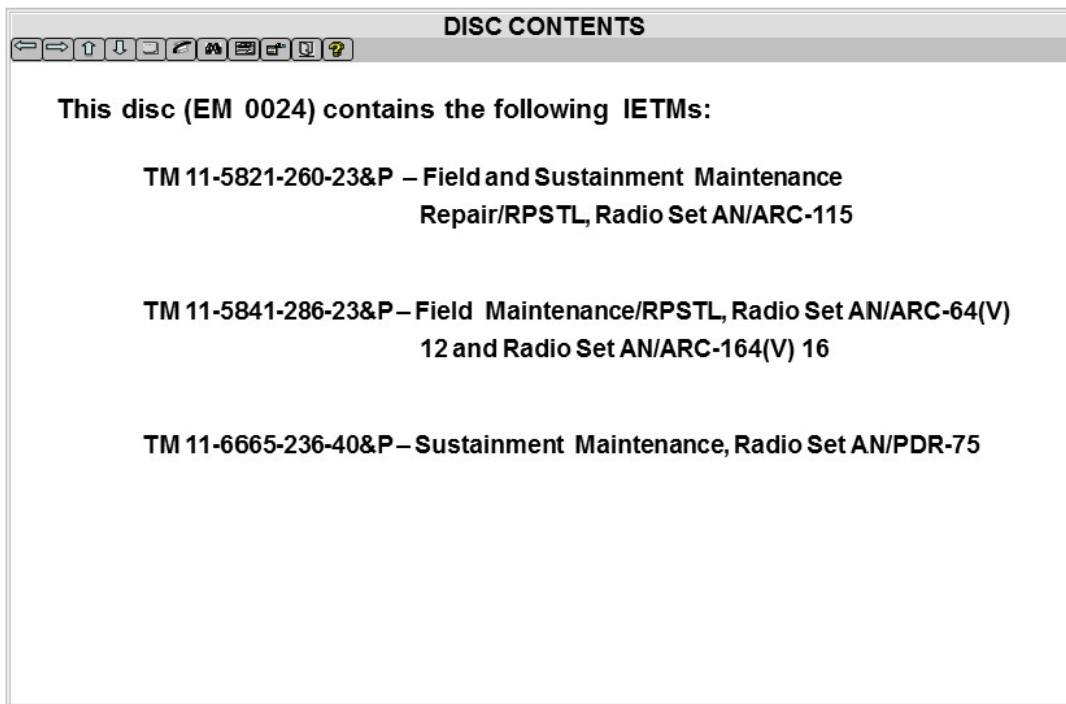 DISC CONTENTS
This disc (EM 0024) contains the following IETMs:
TM 11-5821-260-23&P – Field and Sustainment Maintenance
Repair/RPSTL, Radio Set AN/ARC-115
TM 11-5841-286-23&P – Field Maintenance/RPSTL, Radio Set AN/ARC-64(V)
12 and Radio Set AN/ARC-164(V) 16
TM 11-6665-236-40&P – Sustainment Maintenance, Radio Set AN/PDR-75